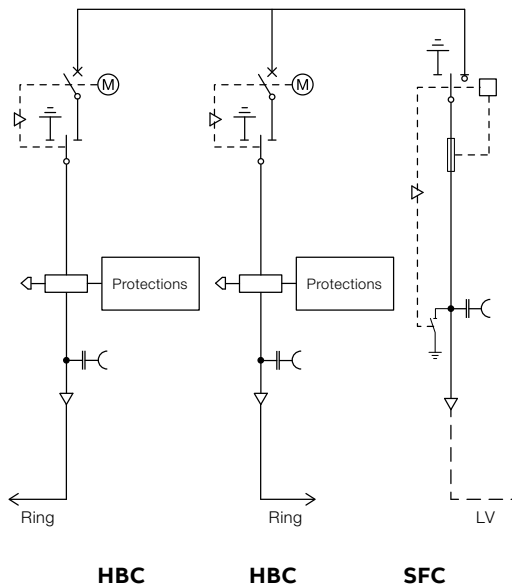 M
M
Protections
Protections
Ring
Ring
LV
HBC
HBC
SFC